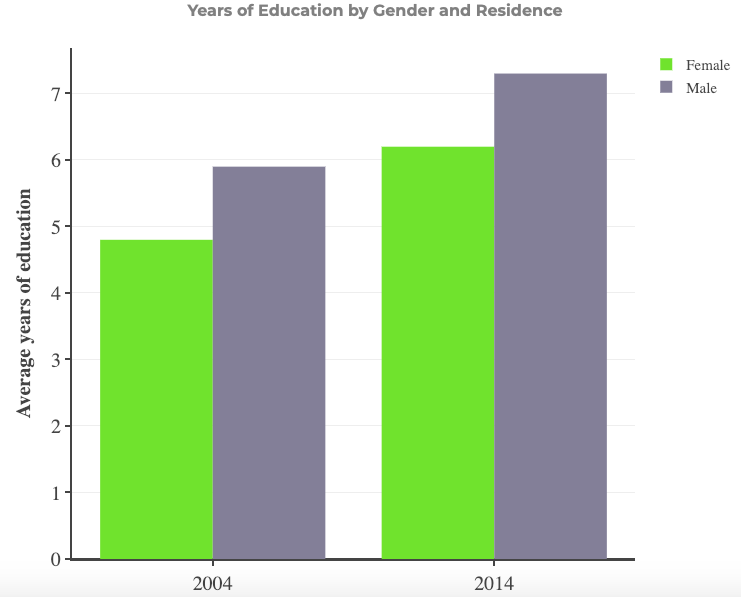 Years of Education by Gender and Residence
Female
Male
Average years of education
7
6
5
4
3
2
1
0
2004
2014